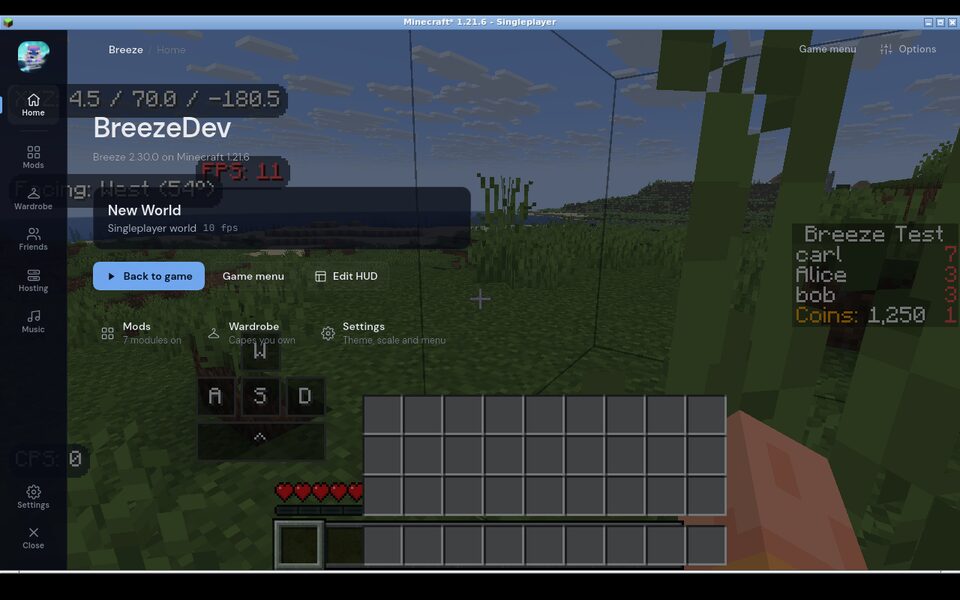 Minecraft* 1.21.6 - Singleplayer
Breeze / Home
Game menu
Options
4.5 / 70.0 / -180.5
Home
BreezeDev
Breeze 2.30.0 on Minecraft 1.21.6
FPS: 11
Mods
Facing: West (54°)
Wardrobe
New World
Singleplayer world 10 fps
Friends
Breeze Test
carl 7
Alice 3
bob 3
Coins: 1,250 1
Back to game
Game menu
Edit HUD
Hosting
Music
Mods
7 modules on
Wardrobe
Capes you own
Settings
Theme, scale and menu
W
A S D
^
CPS: 0
Settings
Close